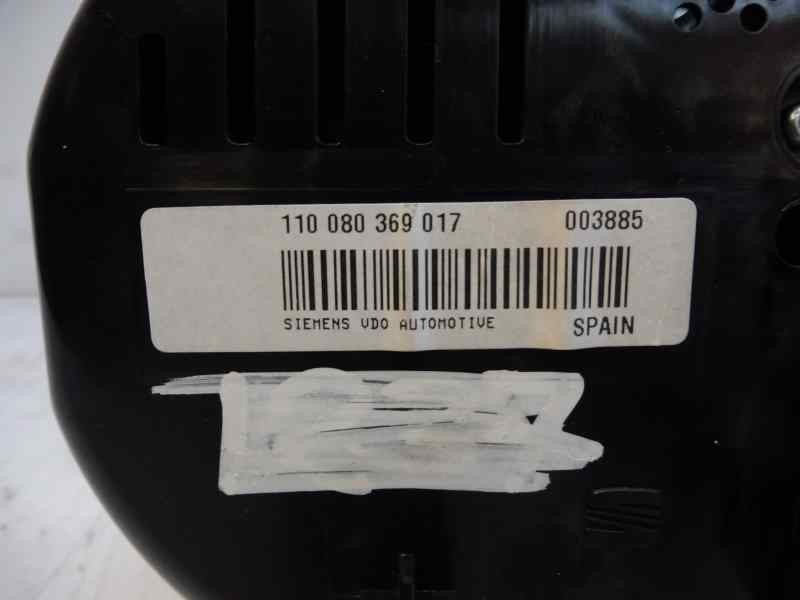 110 080 369 017 003885
SIEMENS VDO AUTOMOTIVE SPAIN